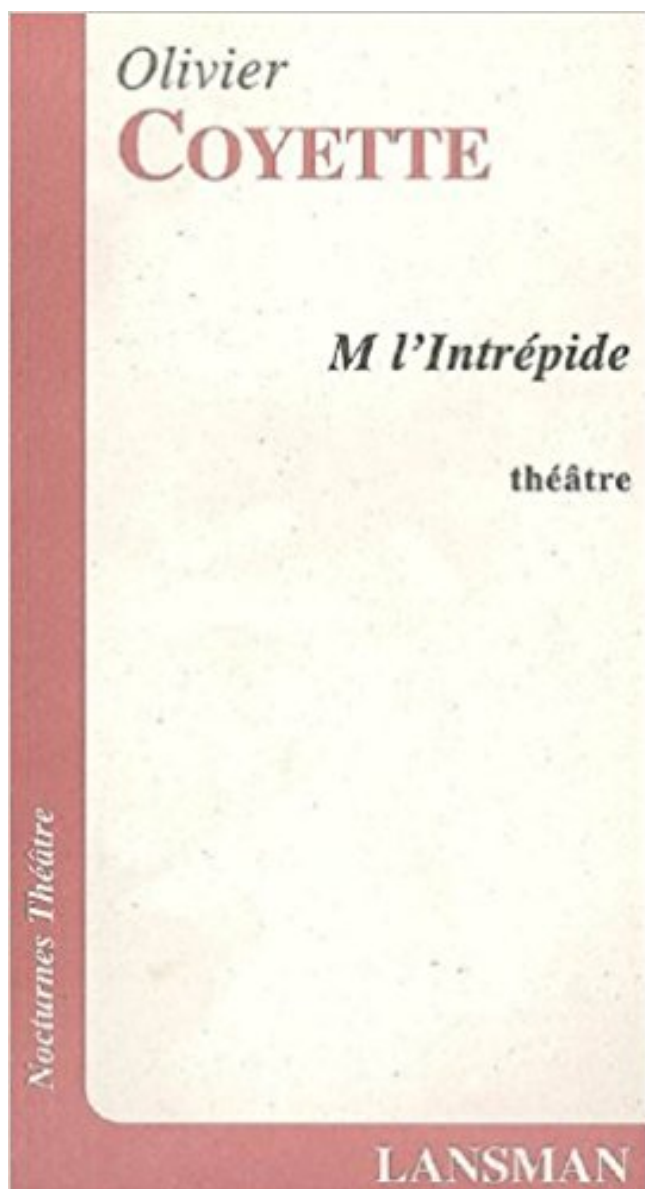 Olivier
COYETTE
M l'Intrépide
théâtre
Nocturnes Théâtre
LANSMAN